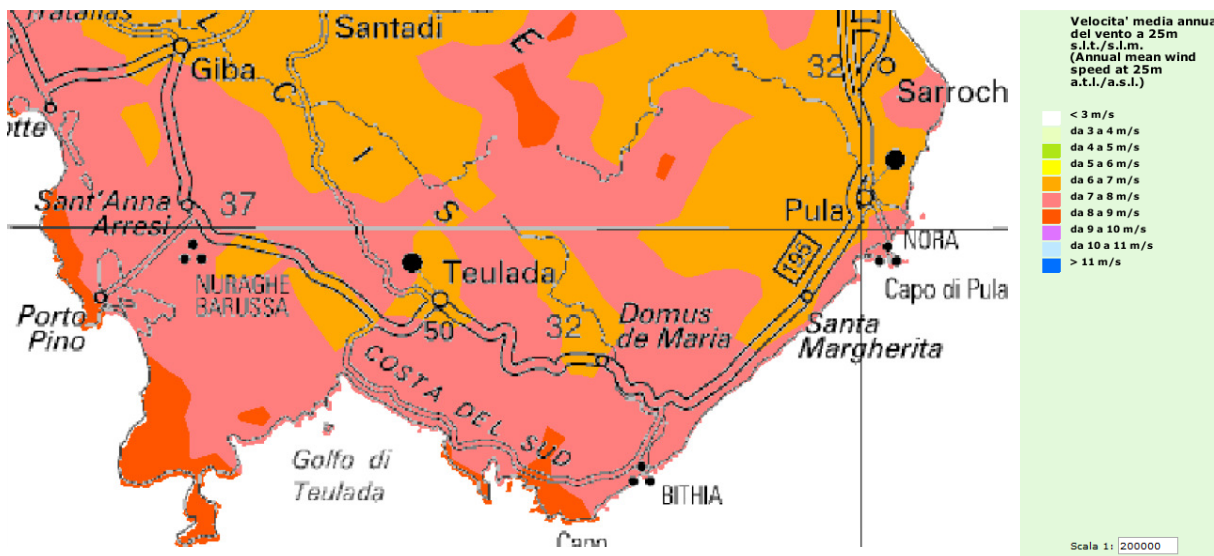 Santadi
Giba
32
Sarroch
otte
Sant'Anna
Arresi
37
C
I
S
E
Pula
195
NORA
Capo di Pula
NURAGHE
BARUSSA
Teulada
Porto
Pino
50
32
Domus
de Maria
Santa
Margherita
COSTA DEL SUD
Golfo di
Teulada
BITHIA
Velocita' media annua
del vento a 25m
s.l.t./s.l.m.
(Annual mean wind
speed at 25m
a.t.l./a.s.l.)
< 3 m/s
da 3 a 4 m/s
da 4 a 5 m/s
da 5 a 6 m/s
da 6 a 7 m/s
da 7 a 8 m/s
da 8 a 9 m/s
da 9 a 10 m/s
da 10 a 11 m/s
> 11 m/s
Scala 1: 200000